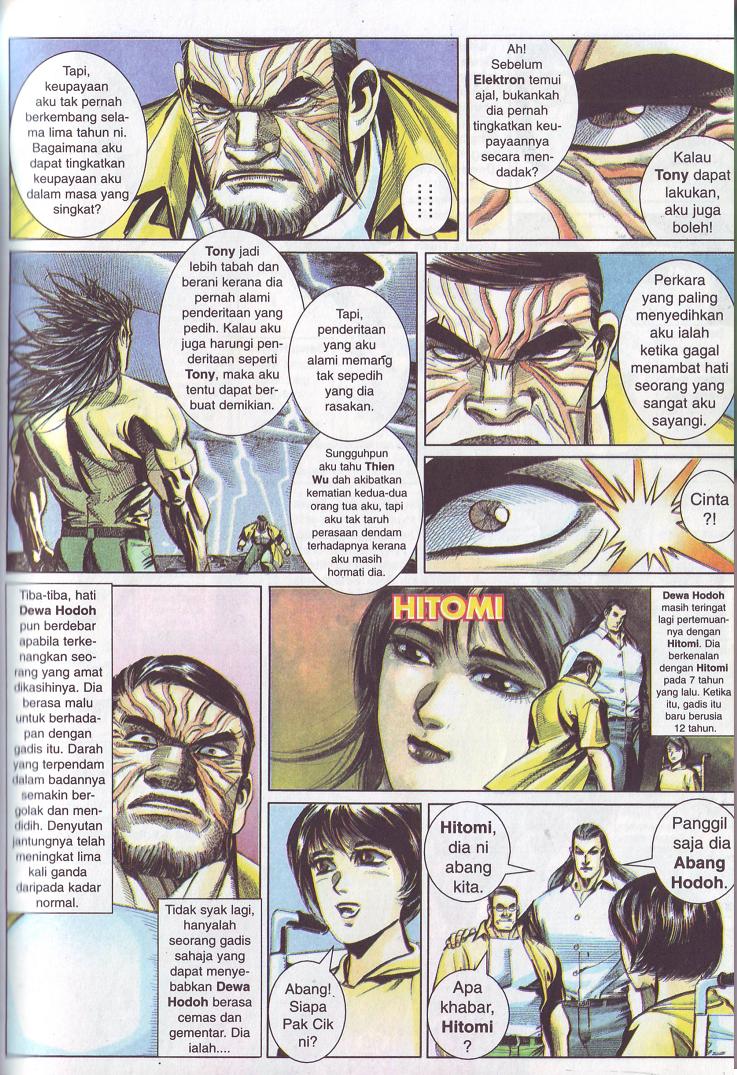 Tapi,
keupayaan
aku tak pernah
berkembang sela-
ma lima tahun ni.
Bagaimana aku
dapat tingkatkan
keupayaan aku
dalam masa yang
singkat?
Ah!
Sebelum
Elektron temui
ajal, bukankah
dia pernah
tingkatkan keu-
payaannya
secara men-
dadak?
Kalau
Tony dapat
lakukan,
aku juga
boleh!
Tony jadi
lebih tabah dan
berani kerana dia
pernah alami
penderitaan yang
pedih. Kalau aku
juga harungi pen-
deritaan seperti
Tony, maka aku
tentu dapat ber-
buat demikian.
Tapi,
penderitaan
yang aku
alami memang
tak sepedih
yang dia
rasakan.
Sungguhpun
aku tahu Thien
Wu dah akibatkan
kematian kedua-dua
orang tua aku, tapi
aku tak taruh
perasaan dendam
terhadapnya kerana
aku masih
hormati dia.
Perkara
yang paling
menyedihkan
aku ialah
ketika gagal
menambat hati
seorang yang
sangat aku
sayangi.
Cinta
?!
Tiba-tiba, hati
Dewa Hodoh
pun berdebar
apabila terke-
nangkan seo-
rang yang amat
dikasihinya. Dia
berasa malu
untuk berhada-
pan dengan
gadis itu. Darah
yang terpendam
dalam badannya
semakin ber-
golak dan men-
didih. Denyutan
jantungnya telah
meningkat lima
kali ganda
daripada kadar
normal.
Tidak syak lagi,
hanyalah
seorang gadis
sahaja yang
dapat menye-
babkan Dewa
Hodoh berasa
cemas dan
gementar. Dia
ialah....
HITOMI
Dewa Hodoh
masih teringat
lagi pertemuan-
nya dengan
Hitomi. Dia
berkenalan
dengan Hitomi
pada 7 tahun
yang lalu. Ketika
itu, gadis itu
baru berusia
12 tahun.
Abang!
Siapa
Pak Cik
ni?
Hitomi,
dia ni
abang
kita.
Panggil
saja dia
Abang
Hodoh.
Apa
khabar,
Hitomi
?